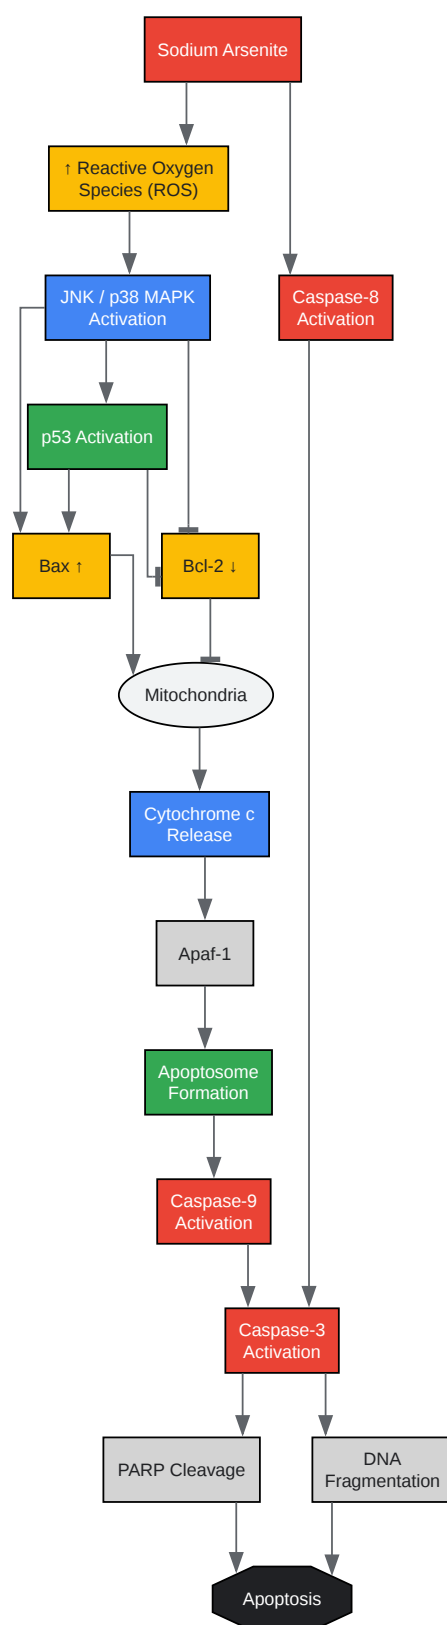 Sodium Arsenite
↑ Reactive Oxygen
Species (ROS)
JNK / p38 MAPK
Activation
Caspase-8
Activation
p53 Activation
Bax ↑
Bcl-2 ↓
Mitochondria
Cytochrome c
Release
Apaf-1
Apoptosome
Formation
Caspase-9
Activation
Caspase-3
Activation
PARP Cleavage
DNA
Fragmentation
Apoptosis